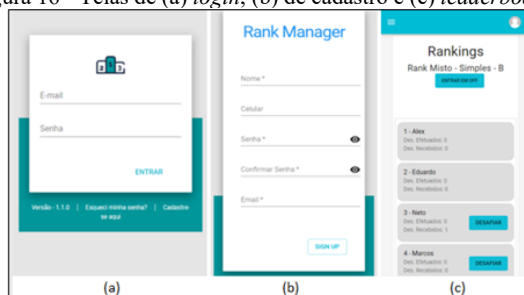 Telas de (a) login, (b) de cadastro e (c)
1 2 3
E-mail
Senha
ENTRAR
Versão - 1.1.0 | Esqueci minha senha? | Cadastre-
se aqui
(a)
Rank Manager
Nome *
Celular
Senha *
Confirmar Senha *
Email *
SIGN UP
(b)
Rankings
Rank Misto - Simples - B
ENTRAR EM OFF
1 - Alex
Des. Efetuados: 0
Des. Recebidos: 0
2 - Eduardo
Des. Efetuados: 0
Des. Recebidos: 0
3 - Neto
Des. Efetuados: 0
Des. Recebidos: 1
DESAFIAR
4 - Marcos
Des. Efetuados: 0
Des. Recebidos: 0
DESAFIAR
(c)